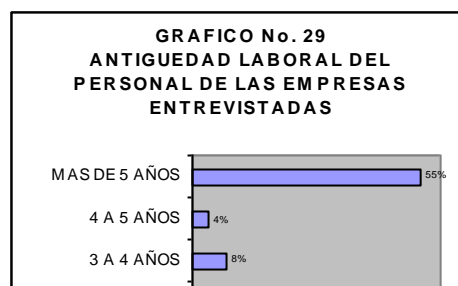 GRAFICO No. 29
ANTIGUEDAD LABORAL DEL
PERSONAL DE LAS EMPRESAS
ENTREVISTADAS
MAS DE 5 AÑOS 55%
4 A 5 AÑOS 4%
3 A 4 AÑOS 8%